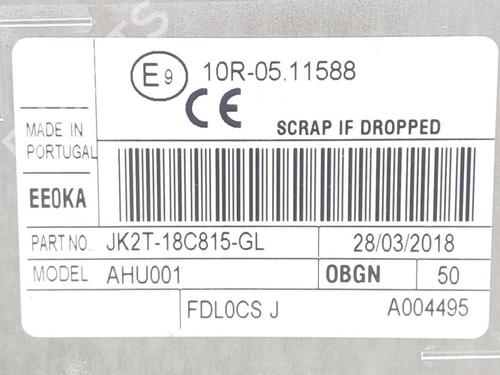 E9 10R-05.11588
CE
SCRAP IF DROPPED
MADE IN
PORTUGAL
EE0KA
PART NO. JK2T-18C815-GL 28/03/2018
MODEL AHU001 OBGN 50
FDL0CS J A004495